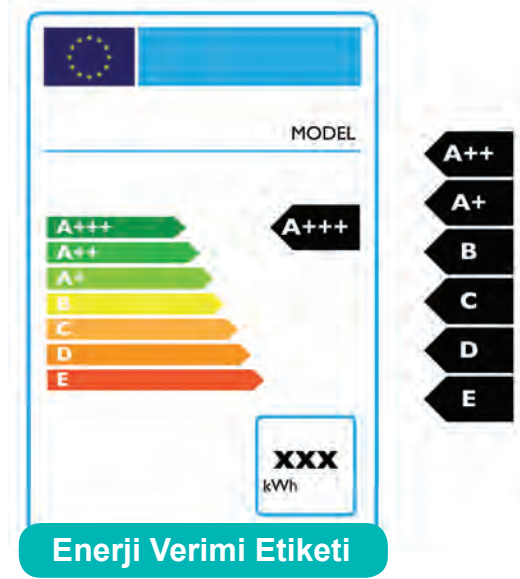 MODEL
A+++
A+++
A++
A+
B
C
D
E
XXX
kWh
A++
A+
B
C
D
E
Enerji Verimi Etiketi